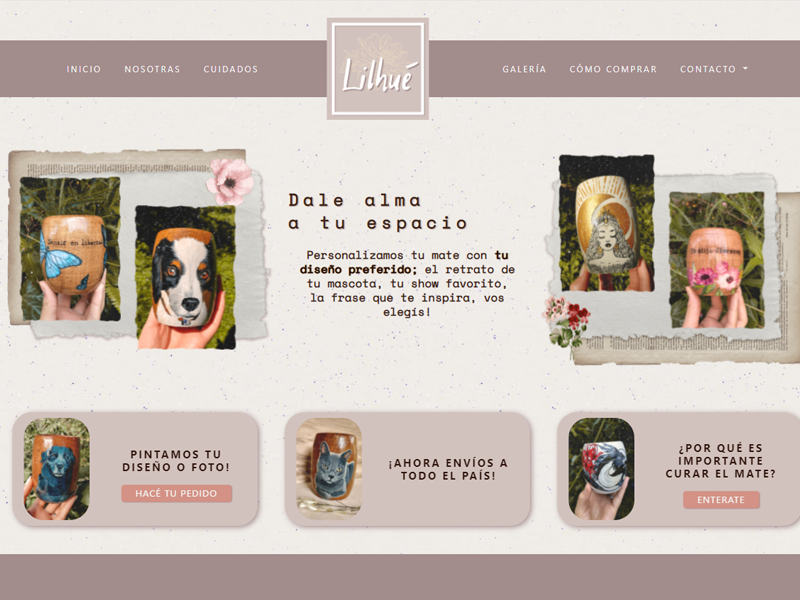 INICIO NOSOTRAS CUIDADOS
Lilhué
GALERÍA CÓMO COMPRAR CONTACTO
Dale alma
a tu espacio
Personalizamos tu mate con tu
diseño preferido; el retrato de
tu mascota, tu show favorito,
la frase que te inspira, vos
elegís!
PINTAMOS TU
DISEÑO O FOTO!
HACÉ TU PEDIDO
¡AHORA ENVÍOS A
TODO EL PAÍS!
¿POR QUÉ ES
IMPORTANTE
CURAR EL MATE?
ENTERATE